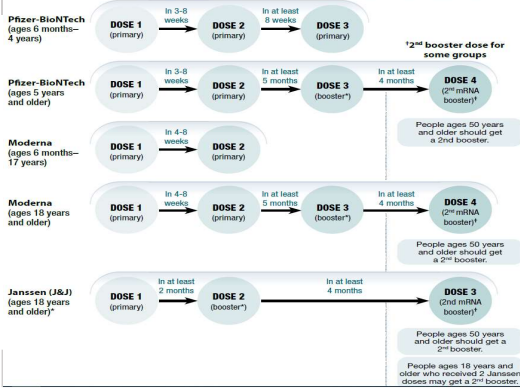 Pfizer-BioNTech
(ages 6 months–
4 years)
DOSE 1
(primary)
In 3-8
weeks
DOSE 2
(primary)
In at least
8 weeks
DOSE 3
(primary)
†2nd booster dose for
some groups
Pfizer-BioNTech
(ages 5 years
and older)
DOSE 1
(primary)
In 3-8
weeks
DOSE 2
(primary)
In at least
5 months
DOSE 3
(booster*)
In at least
4 months
DOSE 4
(2nd mRNA
booster)†
People ages 50 years
and older should get
a 2nd booster.
Moderna
(ages 6 months–
17 years)
DOSE 1
(primary)
In 4-8
weeks
DOSE 2
(primary)
Moderna
(ages 18 years
and older)
DOSE 1
(primary)
In 4-8
weeks
DOSE 2
(primary)
In at least
5 months
DOSE 3
(booster*)
In at least
4 months
DOSE 4
(2nd mRNA
booster)†
People ages 50 years
and older should get
a 2nd booster.
Janssen (J&J)
(ages 18 years
and older)*
DOSE 1
(primary)
In at least
2 months
DOSE 2
(booster*)
In at least
4 months
DOSE 3
(2nd mRNA
booster)†
People ages 50 years
and older should get a
2nd booster.
People ages 18 years and
older who received 2 Janssen
doses may get a 2nd booster.